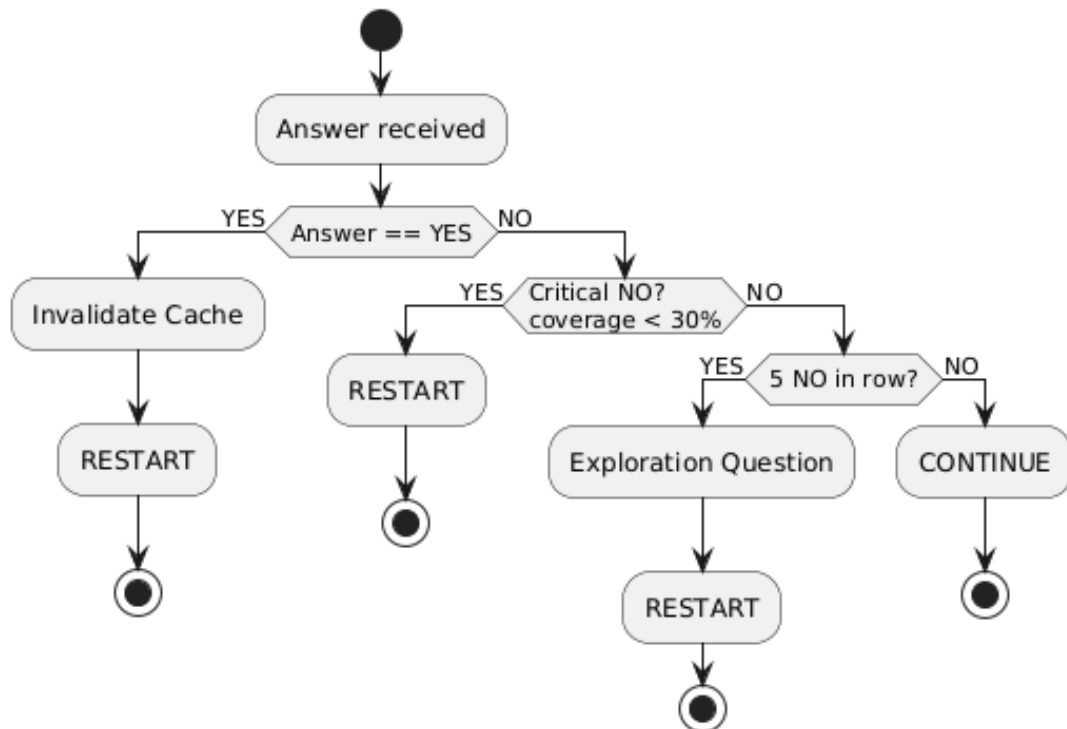 Answer received
YES
Answer == YES
NO
Invalidate Cache
RESTART
YES
Critical NO?
coverage < 30%
NO
RESTART
YES
5 NO in row?
NO
Exploration Question
RESTART
CONTINUE